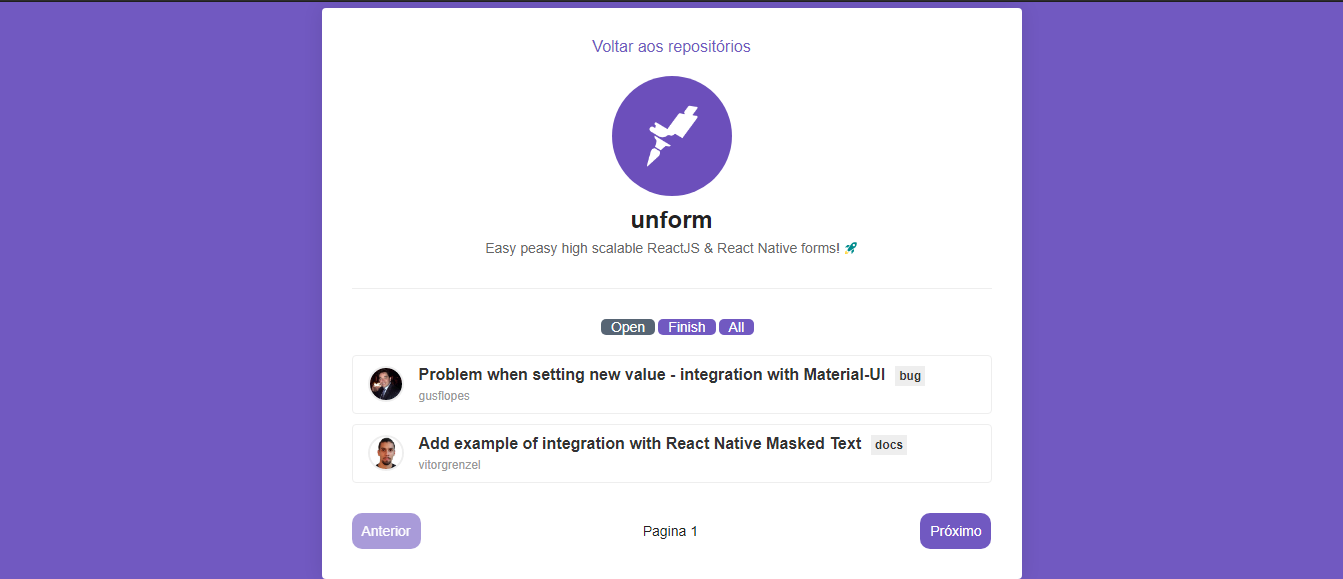 Voltar aos repositórios
unform
Easy peasy high scalable ReactJS & React Native forms! 🚀
Open Finish All
Problem when setting new value - integration with Material-UI bug
gusflopes
Add example of integration with React Native Masked Text docs
vitorgrenzel
Anterior Pagina 1 Próximo